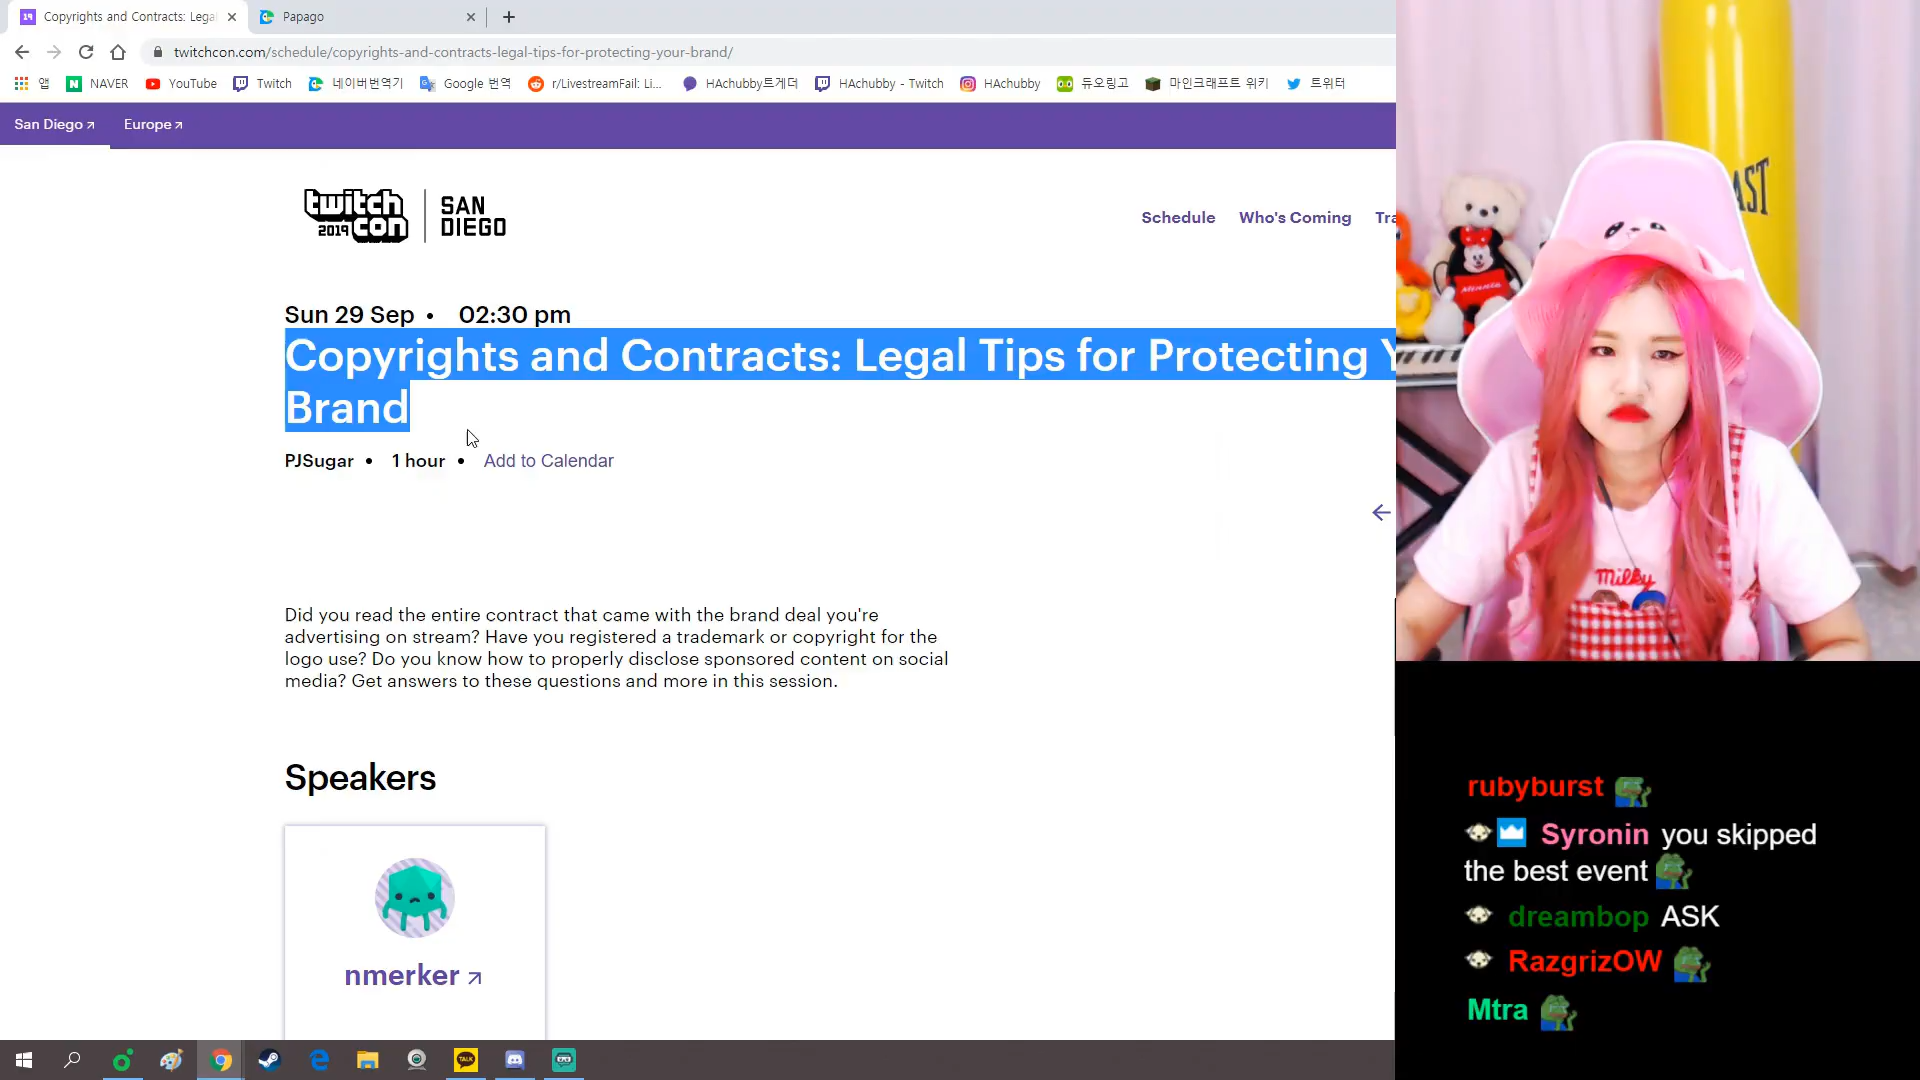 Copyrights and Contracts: Lega
Papago
twitchcon.com/schedule/copyrights-and-contracts-legal-tips-for-protecting-your-brand/
앱
NAVER
YouTube
Twitch
네이버번역기
Google 번역
r/LivestreamFail: Li...
HAchubby트게더
HAchubby - Twitch
HAchubby
듀오링고
마인크래프트 위키
트위터
San Diego
Europe
twitch
2019 con
SAN
DIEGO
Schedule
Who's Coming
Tra
Sun 29 Sep • 02:30 pm
Copyrights and Contracts: Legal Tips for Protecting Y
Brand
PJSugar • 1 hour • Add to Calendar
Did you read the entire contract that came with the brand deal you're
advertising on stream? Have you registered a trademark or copyright for the
logo use? Do you know how to properly disclose sponsored content on social
media? Get answers to these questions and more in this session.
Speakers
nmerker
AST
Minnie
Milky
rubyburst
Syronin you skipped
the best event
dreambop ASK
RazgrizOW
Mtra
TALK